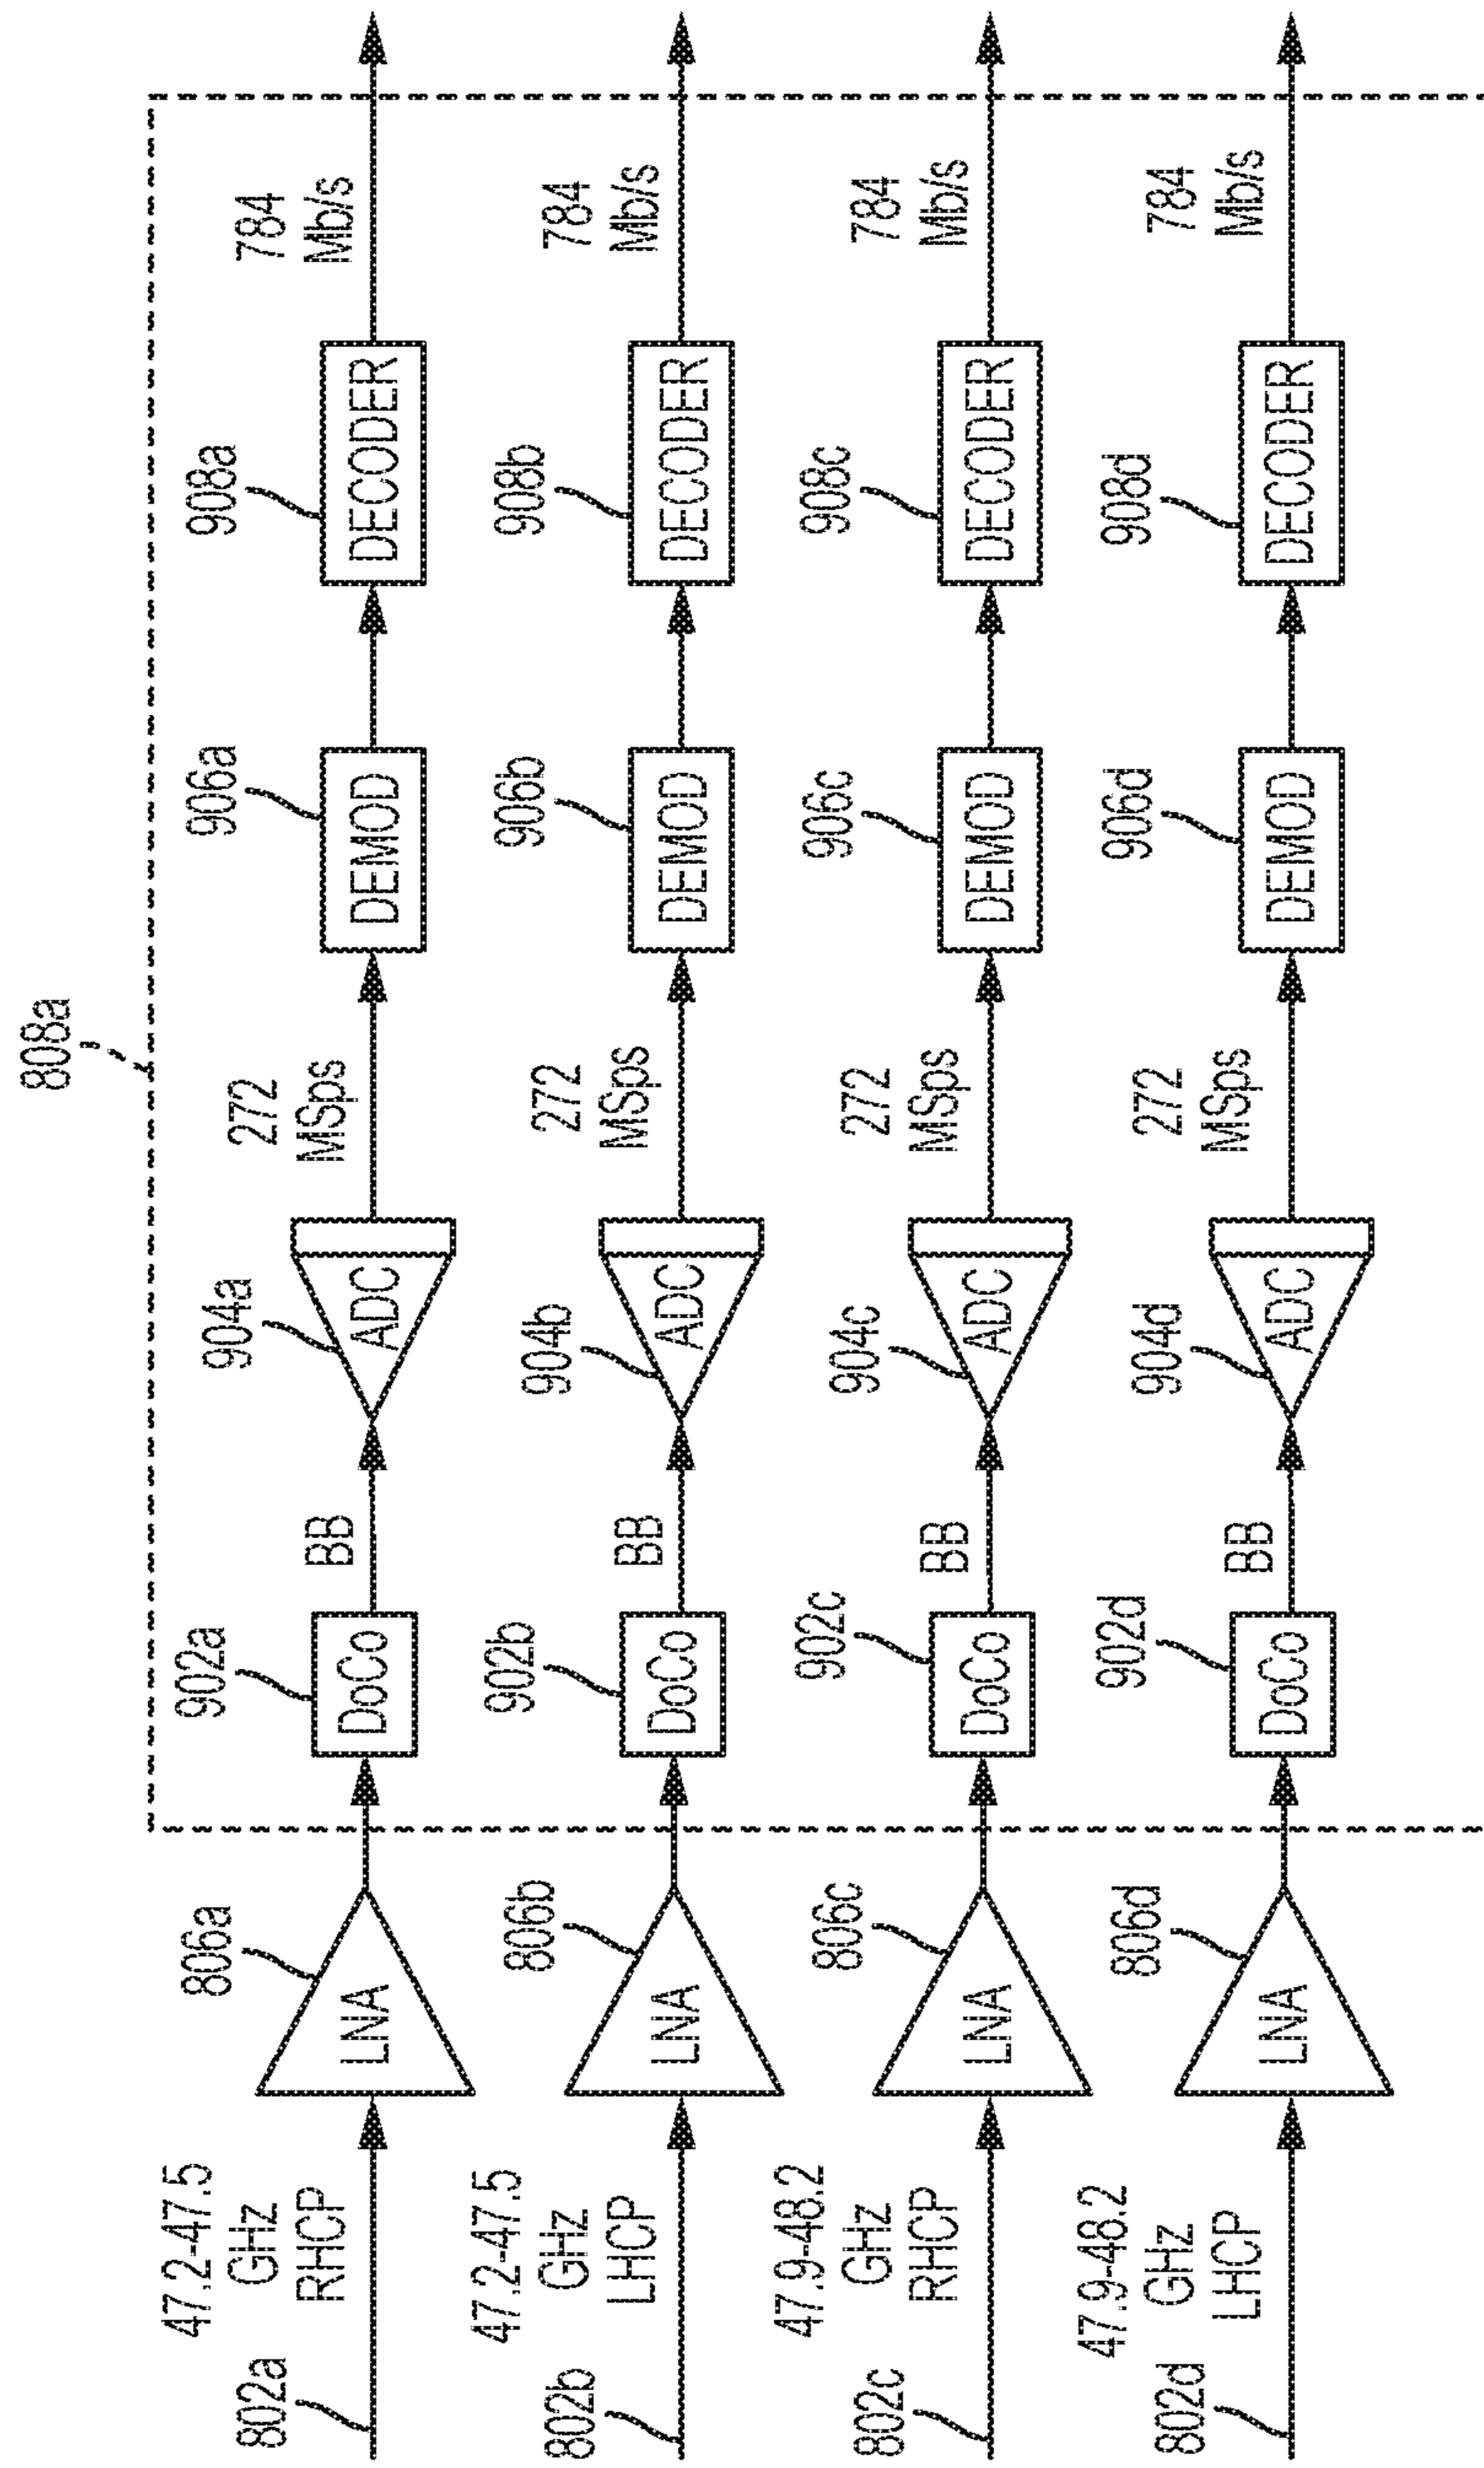 808a
802a
47.2-47.5
GHz
RHCP
806a
LNA
902a
DoCo
BB
904a
ADC
272
MSps
906a
DEMOD
908a
DECODER
784
Mb/s
802b
47.2-47.5
GHz
LHCP
806b
LNA
902b
DoCo
BB
904b
ADC
272
MSps
906b
DEMOD
908b
DECODER
784
Mb/s
802c
47.9-48.2
GHz
RHCP
806c
LNA
902c
DoCo
BB
904c
ADC
272
MSps
906c
DEMOD
908c
DECODER
784
Mb/s
802d
47.9-48.2
GHz
LHCP
806d
LNA
902d
DoCo
BB
904d
ADC
272
MSps
906d
DEMOD
908d
DECODER
784
Mb/s